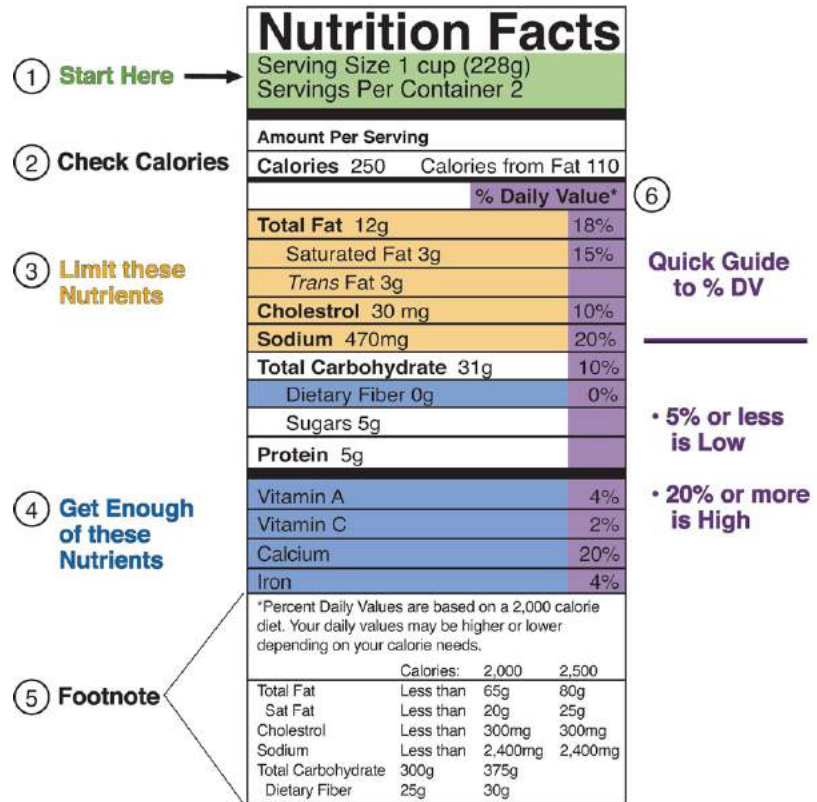 Nutrition Facts
1 Start Here
Serving Size 1 cup (228g)
Servings Per Container 2
Amount Per Serving
2 Check Calories
Calories 250 Calories from Fat 110
% Daily Value* 6
Total Fat 12g 18%
Saturated Fat 3g 15%
Trans Fat 3g
3 Limit these
Nutrients
Cholestrol 30 mg 10%
Sodium 470mg 20%
Quick Guide
to % DV
Total Carbohydrate 31g 10%
Dietary Fiber 0g 0%
Sugars 5g
Protein 5g
• 5% or less
is Low
• 20% or more
is High
4 Get Enough
of these
Nutrients
Vitamin A 4%
Vitamin C 2%
Calcium 20%
Iron 4%
5 Footnote
*Percent Daily Values are based on a 2,000 calorie
diet. Your daily values may be higher or lower
depending on your calorie needs.
Calories: 2,000 2,500
Total Fat Less than 65g 80g
Sat Fat Less than 20g 25g
Cholestrol Less than 300mg 300mg
Sodium Less than 2,400mg 2,400mg
Total Carbohydrate 300g 375g
Dietary Fiber 25g 30g